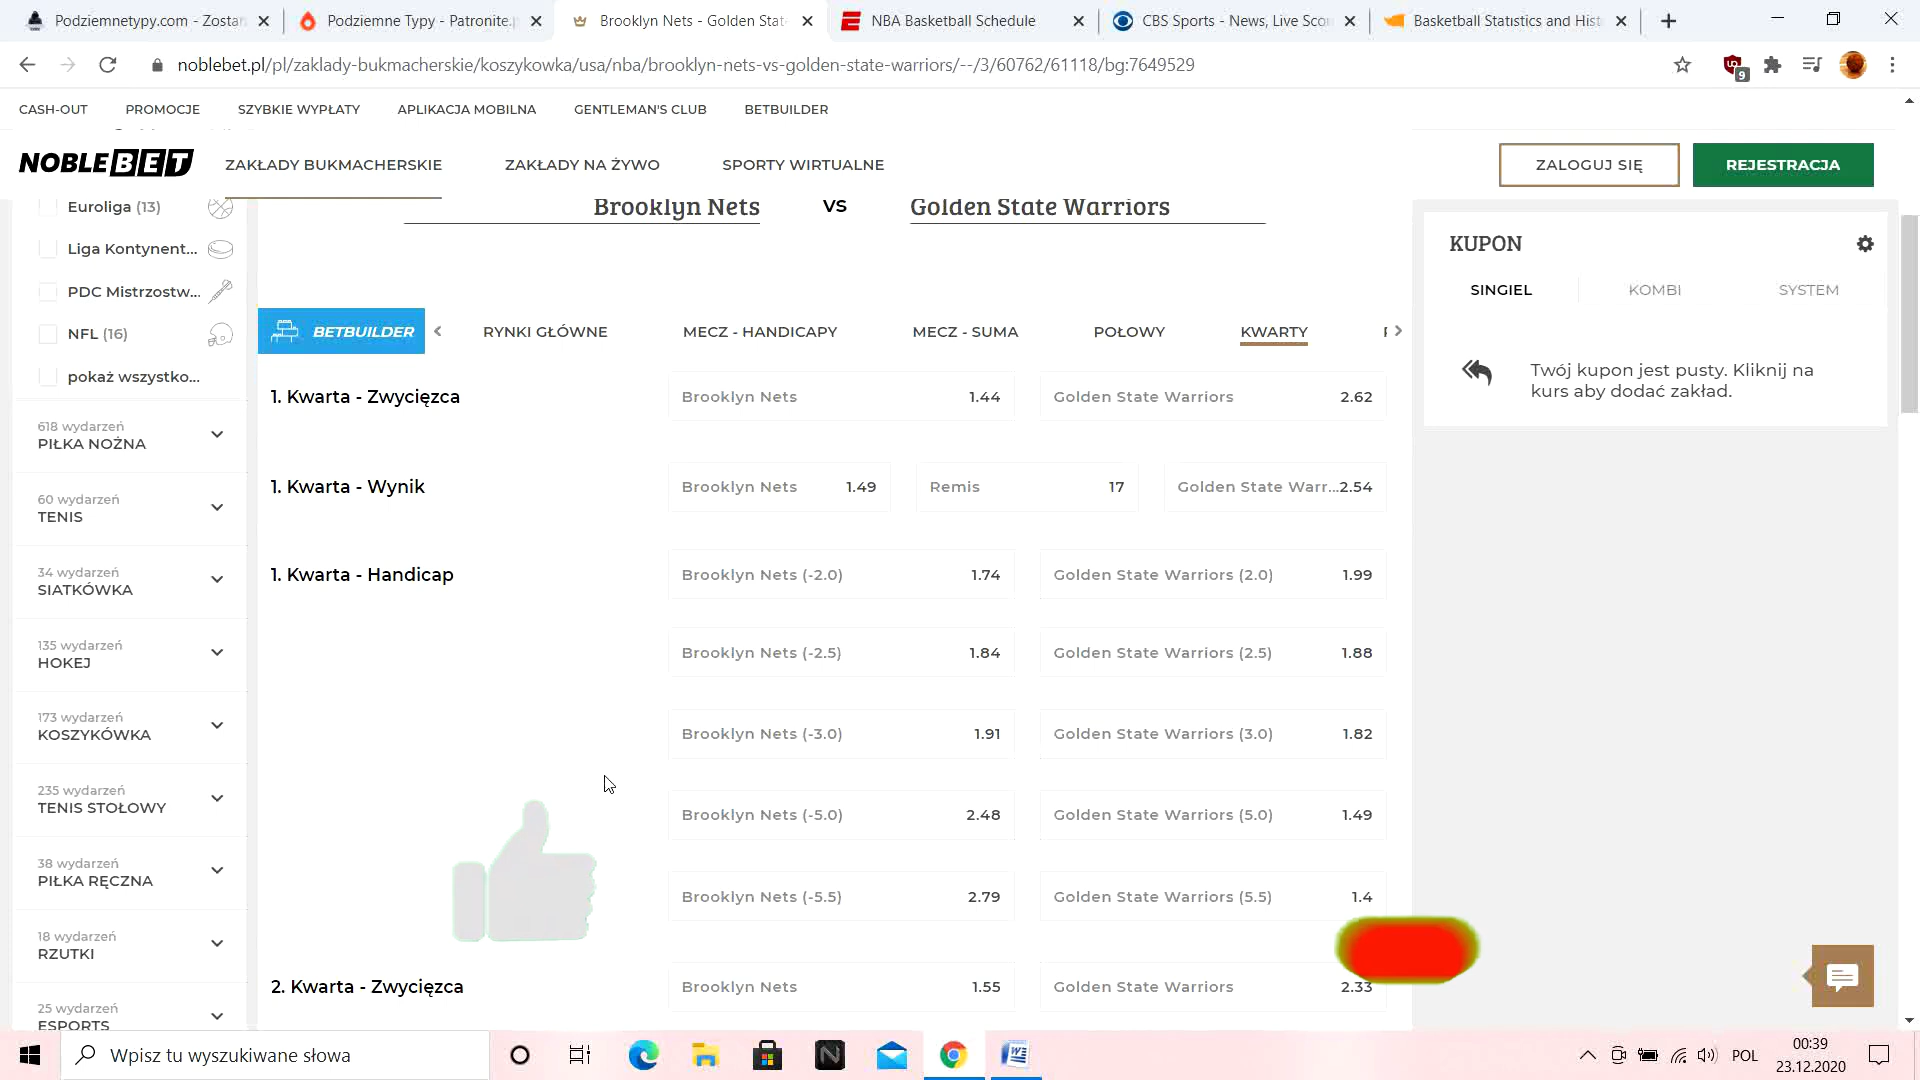 Podziemnetypy.com - Zostań
Podziemne Typy - Patronite.p
Brooklyn Nets - Golden Stat
NBA Basketball Schedule
CBS Sports - News, Live Scor
Basketball Statistics and Hist
noblebet.pl/pl/zaklady-bukmacherskie/koszykowka/usa/nba/brooklyn-nets-vs-golden-state-warriors/--/3/60762/61118/bg:7649529
9
CASH-OUT PROMOCJE SZYBKIE WYPŁATY APLIKACJA MOBILNA GENTLEMAN'S CLUB BETBUILDER
NOBLEBET
ZAKŁADY BUKMACHERSKIE ZAKŁADY NA ŻYWO SPORTY WIRTUALNE
ZALOGUJ SIĘ
REJESTRACJA
Euroliga (13)
Liga Kontynent...
PDC Mistrzostw...
NFL (16)
pokaż wszystko...
618 wydarzeń
PIŁKA NOŻNA
60 wydarzeń
TENIS
34 wydarzeń
SIATKÓWKA
135 wydarzeń
HOKEJ
173 wydarzeń
KOSZYKÓWKA
235 wydarzeń
TENIS STOŁOWY
38 wydarzeń
PIŁKA RĘCZNA
18 wydarzeń
RZUTKI
25 wydarzeń
ESPORTS
Brooklyn Nets vs Golden State Warriors
BETBUILDER RYNKI GŁÓWNE MECZ - HANDICAPY MECZ - SUMA POŁOWY KWARTY
1. Kwarta - Zwycięzca Brooklyn Nets 1.44 Golden State Warriors 2.62
1. Kwarta - Wynik Brooklyn Nets 1.49 Remis 17 Golden State Warr...2.54
1. Kwarta - Handicap Brooklyn Nets (-2.0) 1.74 Golden State Warriors (2.0) 1.99
Brooklyn Nets (-2.5) 1.84 Golden State Warriors (2.5) 1.88
Brooklyn Nets (-3.0) 1.91 Golden State Warriors (3.0) 1.82
Brooklyn Nets (-5.0) 2.48 Golden State Warriors (5.0) 1.49
Brooklyn Nets (-5.5) 2.79 Golden State Warriors (5.5) 1.4
2. Kwarta - Zwycięzca Brooklyn Nets 1.55 Golden State Warriors 2.33
KUPON
SINGIEL KOMBI SYSTEM
Twój kupon jest pusty. Kliknij na
kurs aby dodać zakład.
Wpisz tu wyszukiwane słowa
POL
00:39
23.12.2020